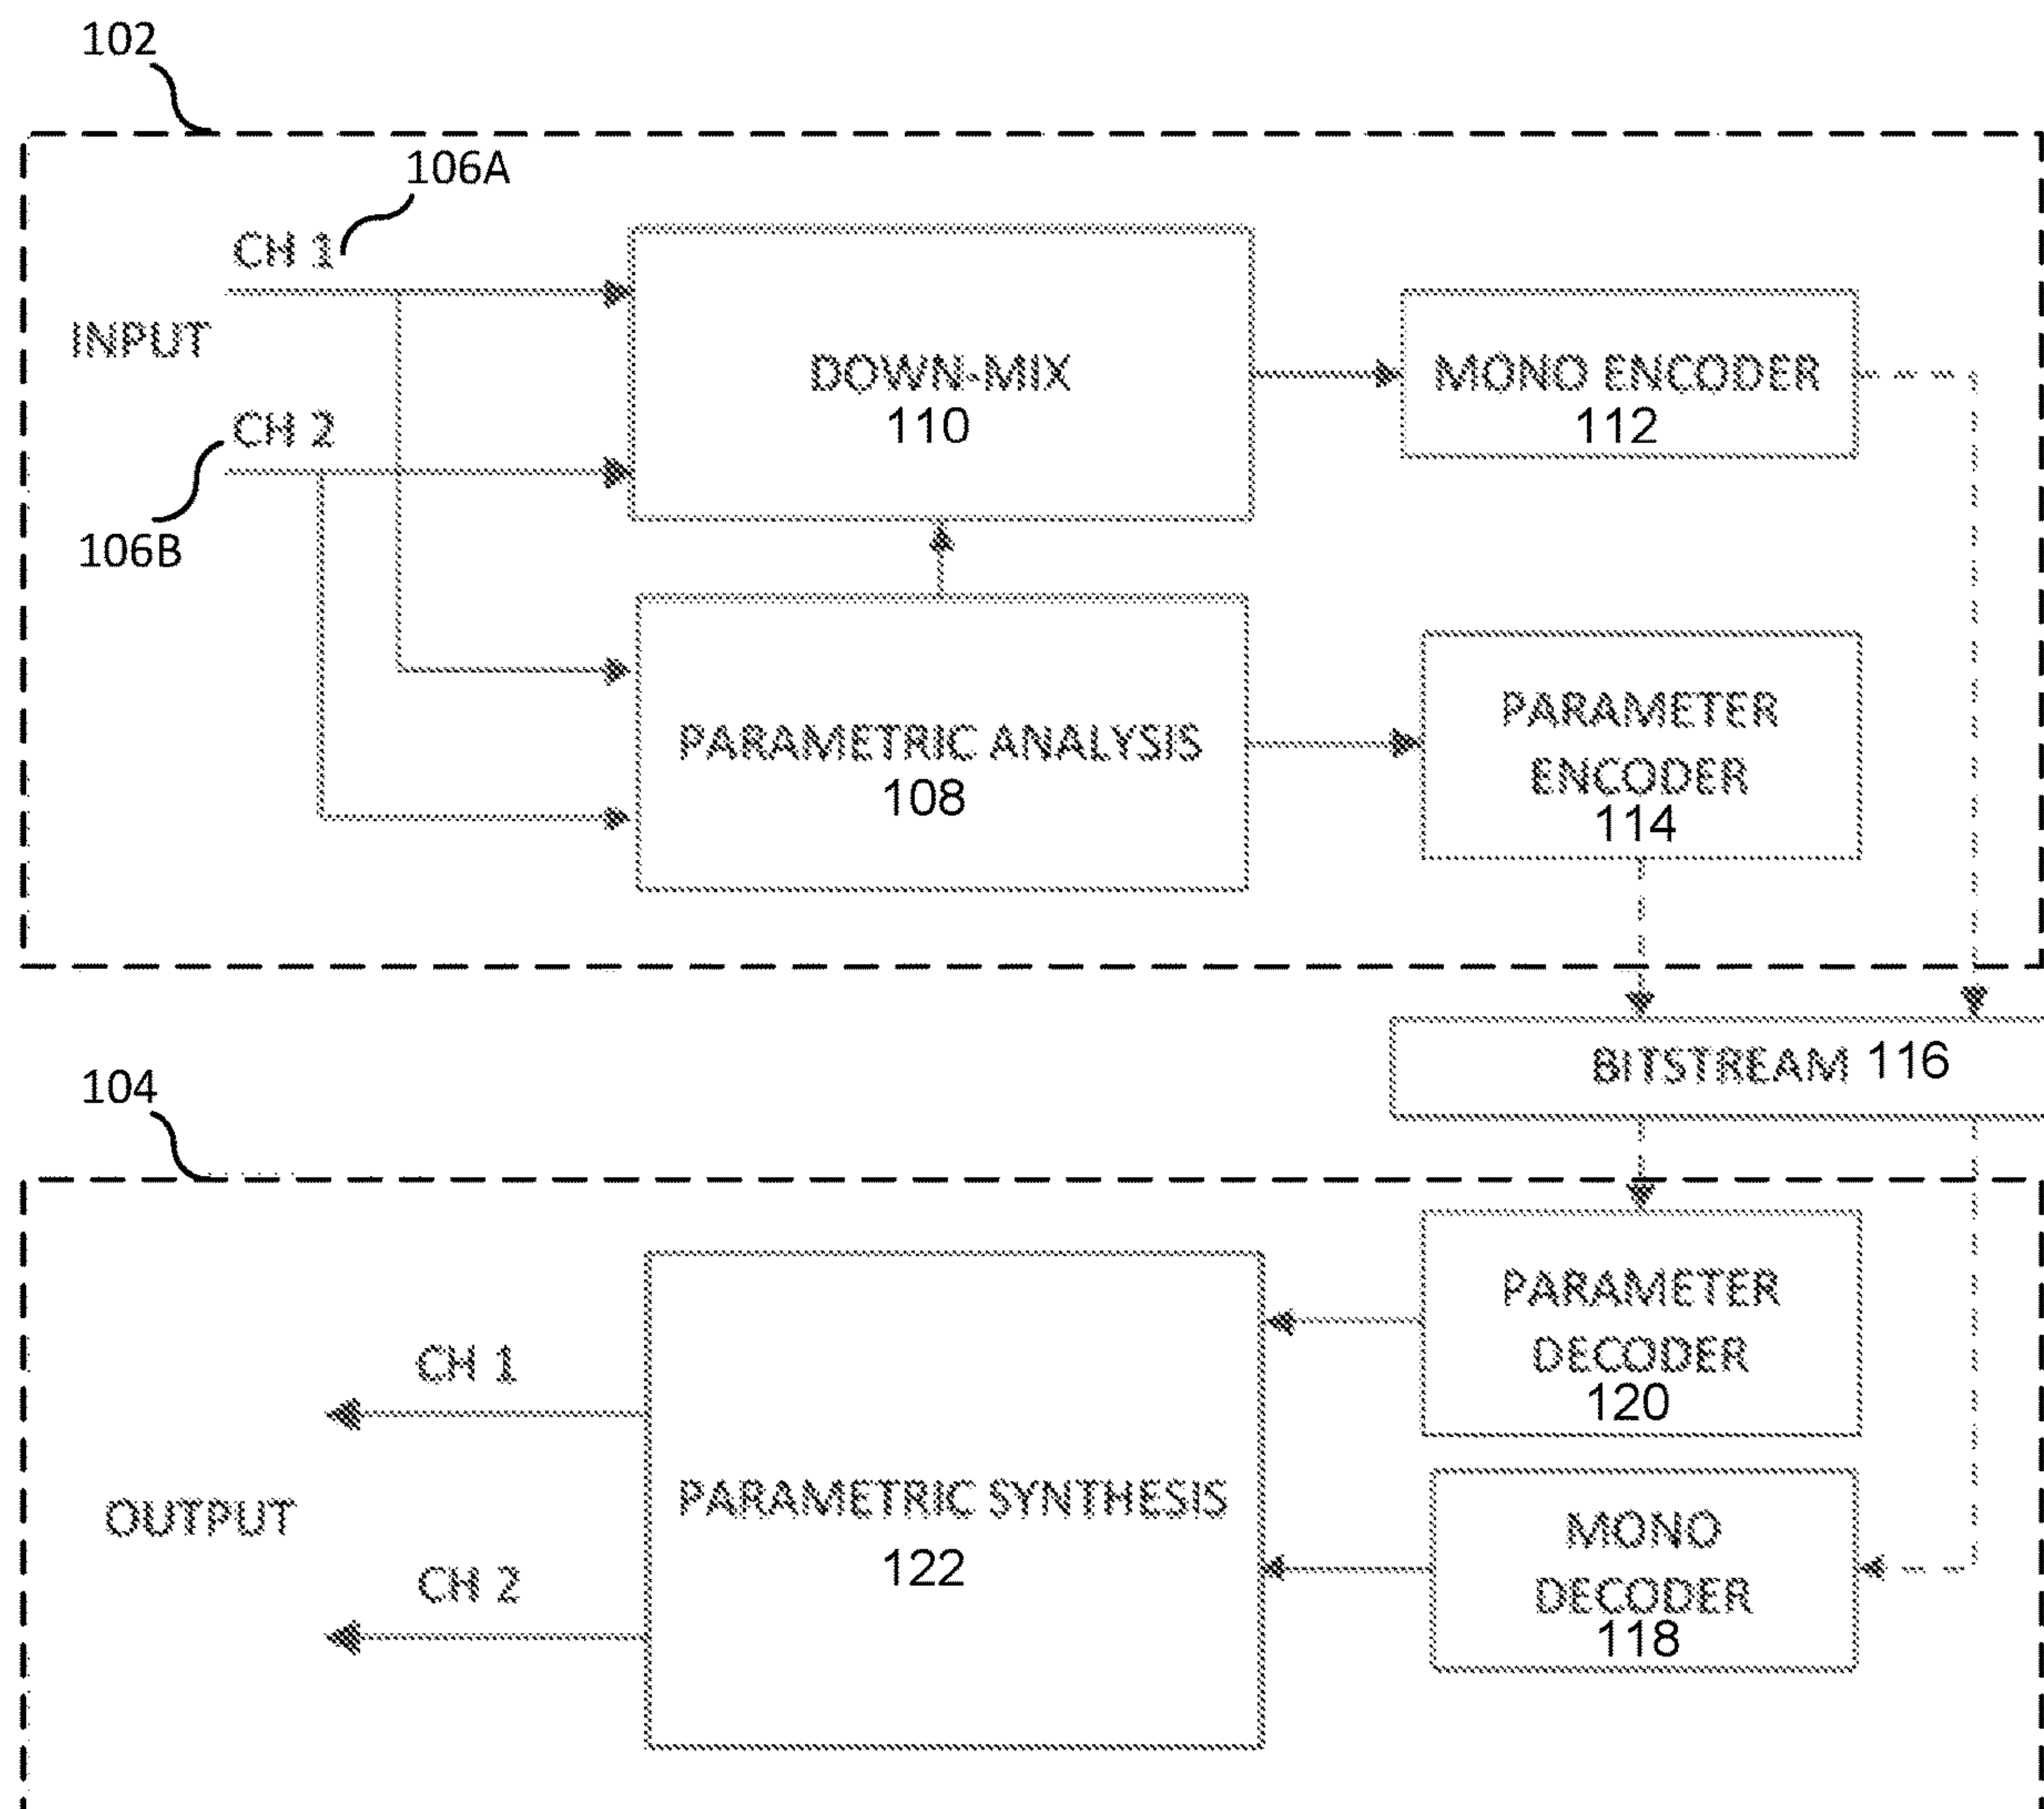 102
106A
CH 1
INPUT
DOWN-MIX
110
MONO ENCODER
112
CH 2
106B
PARAMETRIC ANALYSIS
108
PARAMETER
ENCODER
114
BITSTREAM 116
104
PARAMETER
DECODER
120
CH 1
OUTPUT
PARAMETRIC SYNTHESIS
122
MONO
DECODER
118
CH 2